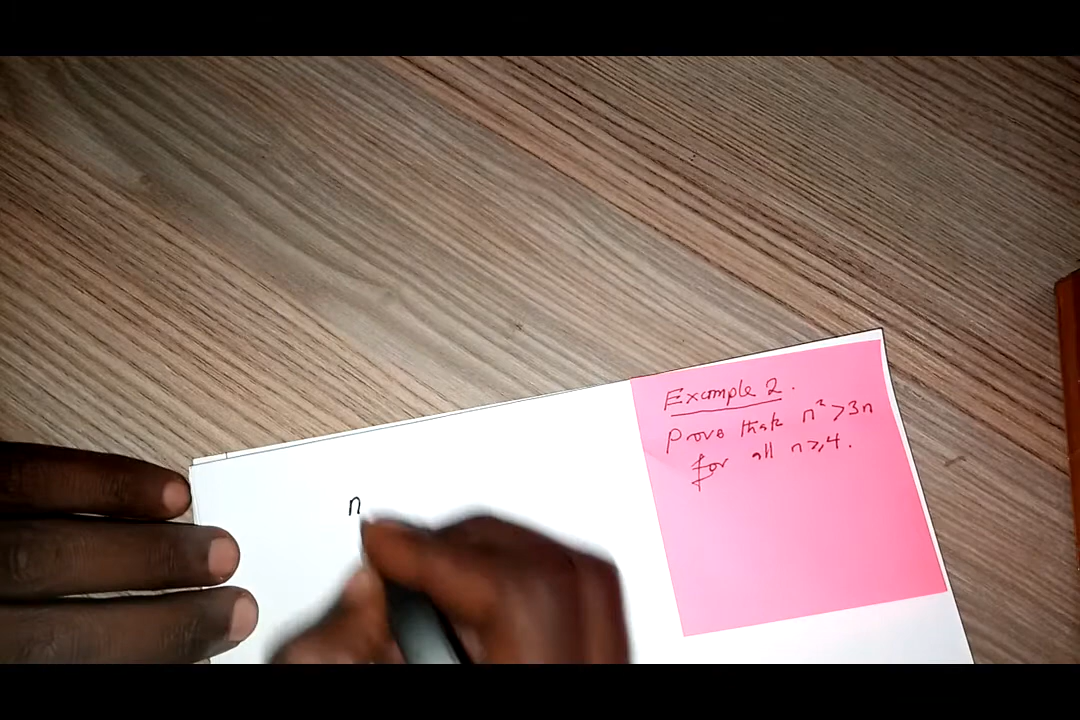 Example 2.
Prove that n² > 3n
for all n ≥ 4.
n